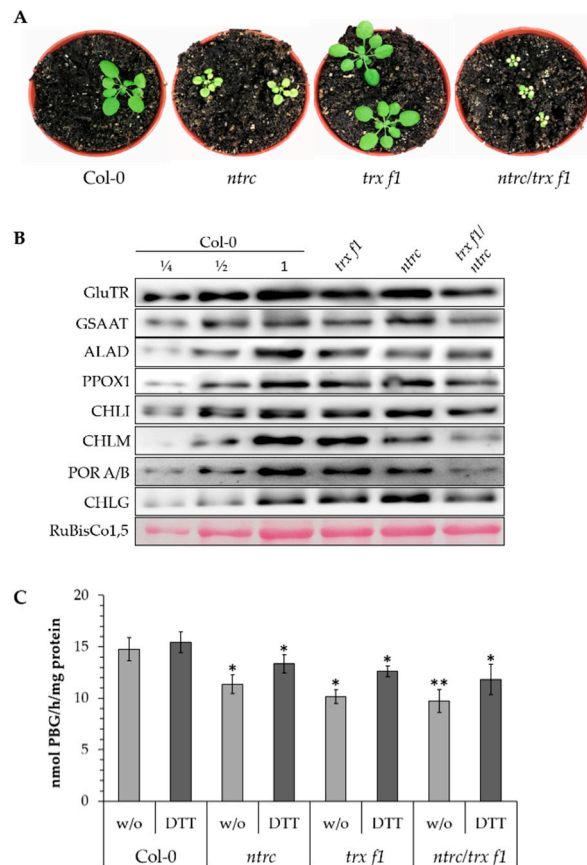 A
Col-0 ntrc trx f1 ntrc/trx f1
B
Col-0
¼ ½ 1 trx f1 ntrc trx f1/ntrc
GluTR
GSAAT
ALAD
PPOX1
CHLI
CHLM
POR A/B
CHLG
RuBisCo1,5
C
nmol PBG/h/mg protein
20
15
10
5
0
* * * * ** *
w/o DTT w/o DTT w/o DTT w/o DTT
Col-0 ntrc trx f1 ntrc/trx f1